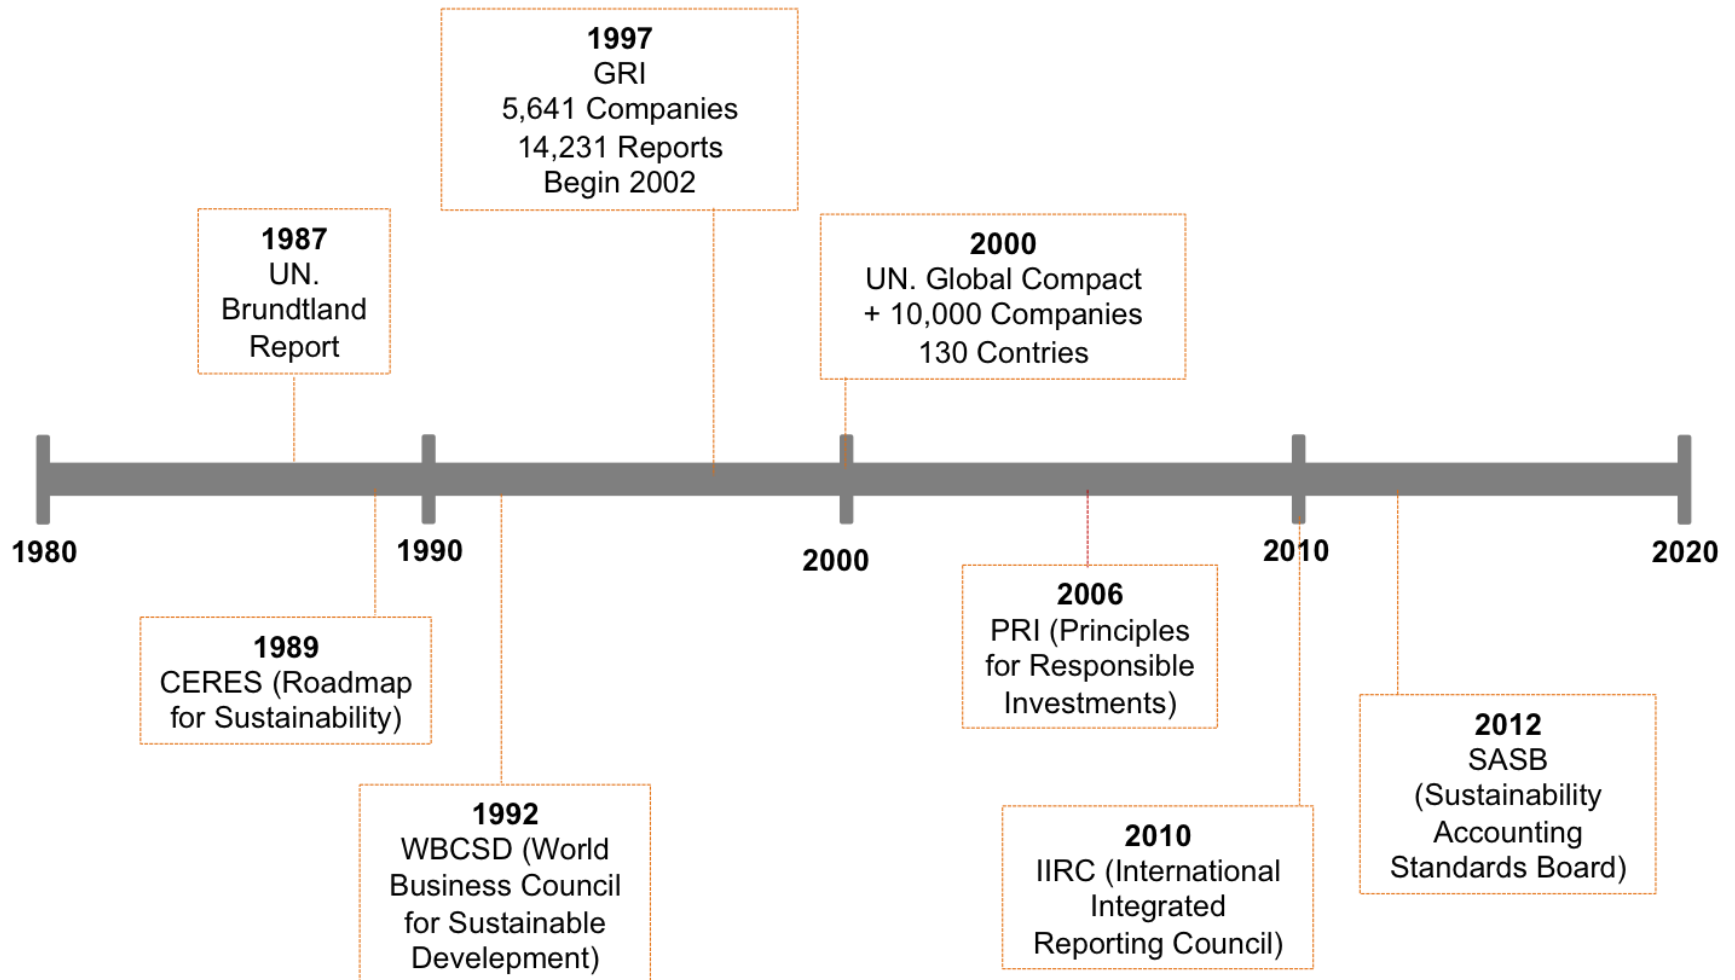 1997
GRI
5,641 Companies
14,231 Reports
Begin 2002
1987
UN.
Brundtland
Report
2000
UN. Global Compact
+ 10,000 Companies
130 Contries
1980
1990
2000
2010
2020
1989
CERES (Roadmap
for Sustainability)
1992
WBCSD (World
Business Council
for Sustainable
Develepment)
2006
PRI (Principles
for Responsible
Investments)
2010
IIRC (International
Integrated
Reporting Council)
2012
SASB
(Sustainability
Accounting
Standards Board)